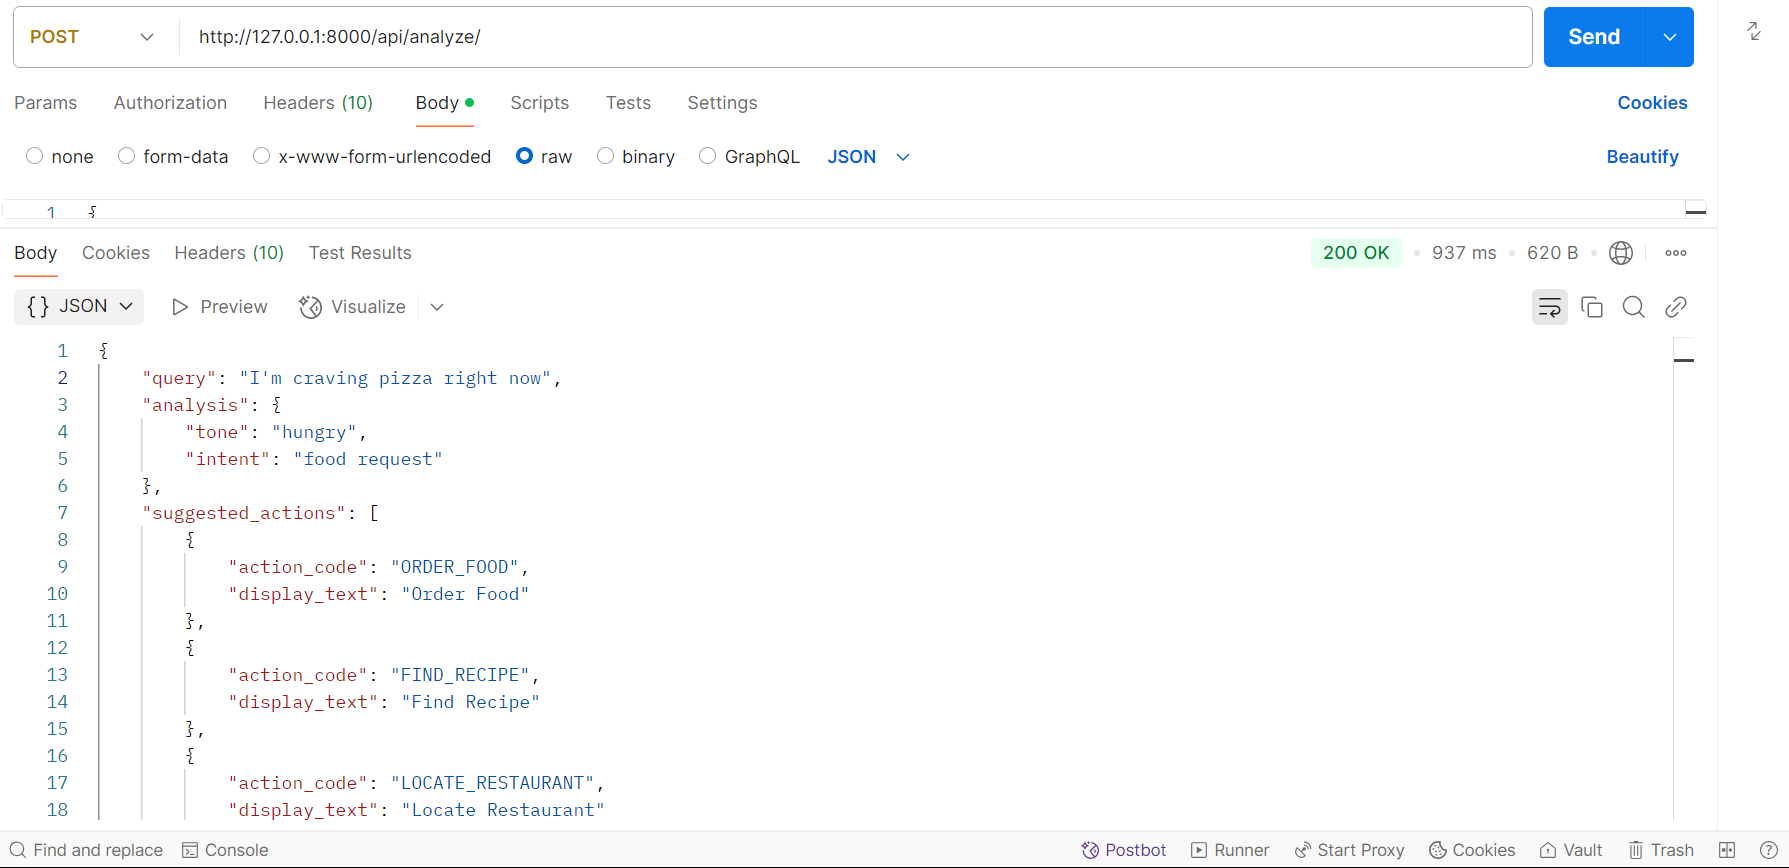 POST http://127.0.0.1:8000/api/analyze/ Send
Params Authorization Headers (10) Body Scripts Tests Settings Cookies
none form-data x-www-form-urlencoded raw binary GraphQL JSON Beautify
1 {
Body Cookies Headers (10) Test Results 200 OK • 937 ms • 620 B •
{} JSON Preview Visualize
1 {
2 "query": "I'm craving pizza right now",
3 "analysis": {
4 "tone": "hungry",
5 "intent": "food request"
6 },
7 "suggested_actions": [
8 {
9 "action_code": "ORDER_FOOD",
10 "display_text": "Order Food"
11 },
12 {
13 "action_code": "FIND_RECIPE",
14 "display_text": "Find Recipe"
15 },
16 {
17 "action_code": "LOCATE_RESTAURANT",
18 "display_text": "Locate Restaurant"
Find and replace Console Postbot Runner Start Proxy Cookies Vault Trash